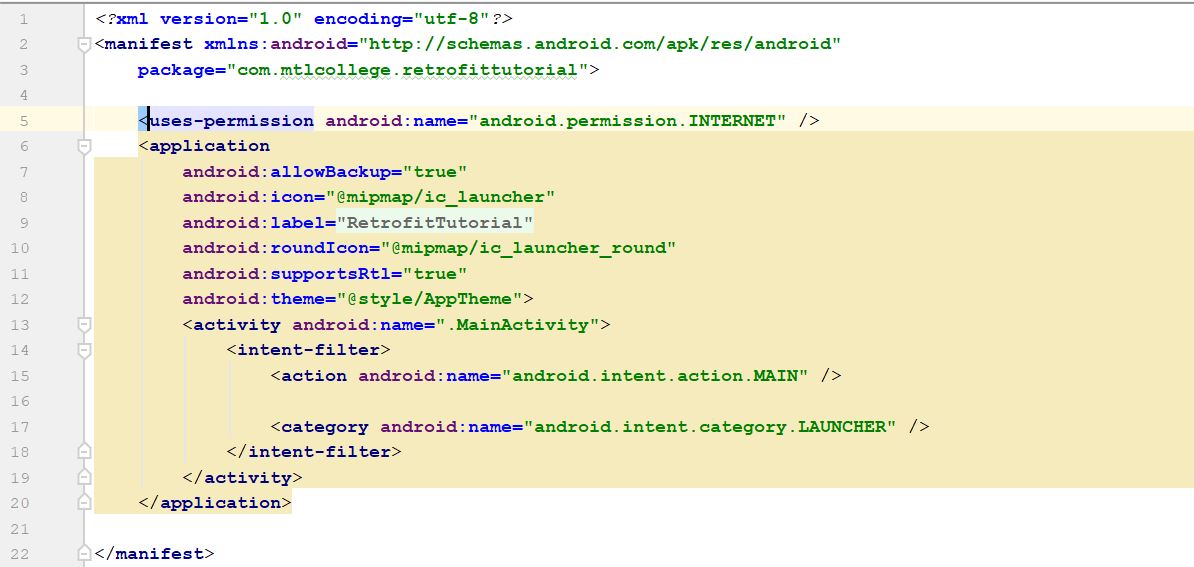 1 <?xml version="1.0" encoding="utf-8"?>
2 <manifest xmlns:android="http://schemas.android.com/apk/res/android"
3     package="com.mtlcollege.retrofittutorial">
4
5     <uses-permission android:name="android.permission.INTERNET" />
6     <application
7         android:allowBackup="true"
8         android:icon="@mipmap/ic_launcher"
9         android:label="RetrofitTutorial"
10         android:roundIcon="@mipmap/ic_launcher_round"
11         android:supportsRtl="true"
12         android:theme="@style/AppTheme">
13         <activity android:name=".MainActivity">
14             <intent-filter>
15                 <action android:name="android.intent.action.MAIN" />
16
17                 <category android:name="android.intent.category.LAUNCHER" />
18             </intent-filter>
19         </activity>
20     </application>
21
22 </manifest>